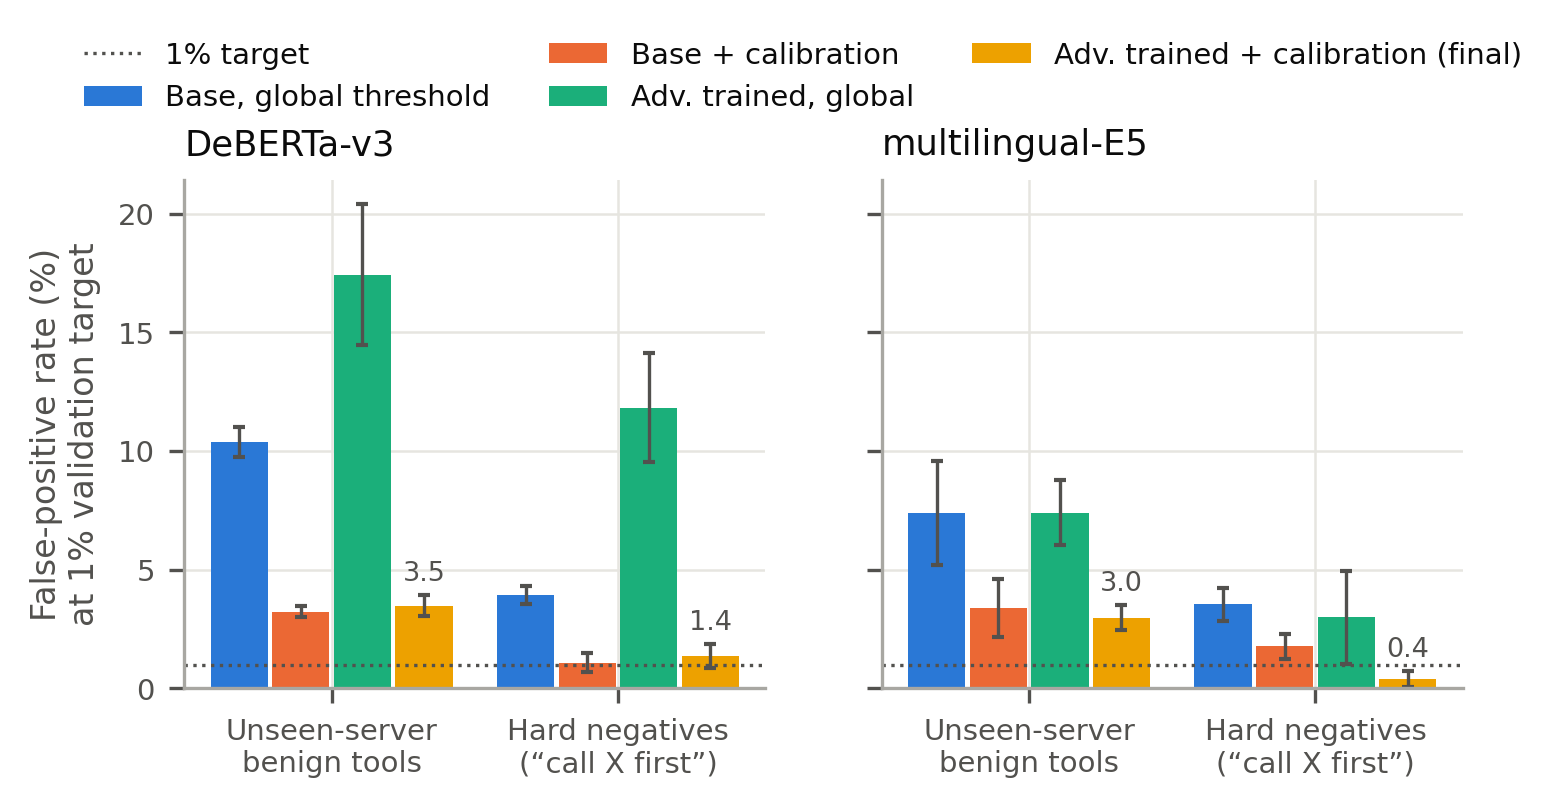 1% target
Base, global threshold
Base + calibration
Adv. trained, global
Adv. trained + calibration (final)
DeBERTa-v3
multilingual-E5
False-positive rate (%)
at 1% validation target
20
15
10
5
0
3.5
1.4
3.0
0.4
Unseen-server
benign tools
Hard negatives
(“call X first”)
Unseen-server
benign tools
Hard negatives
(“call X first”)